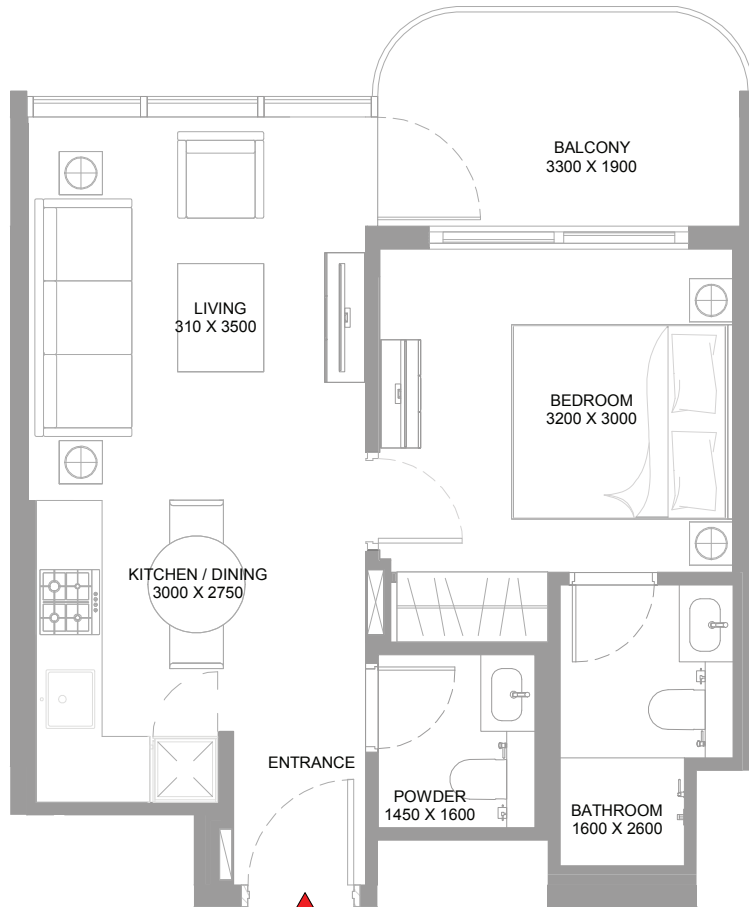 BALCONY
3300 X 1900
LIVING
310 X 3500
BEDROOM
3200 X 3000
KITCHEN / DINING
3000 X 2750
ENTRANCE
POWDER
1450 X 1600
BATHROOM
1600 X 2600